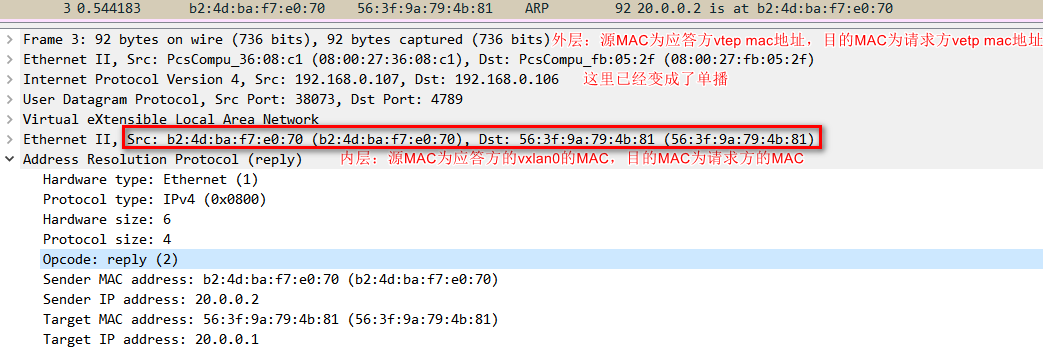 3 0.544183 b2:4d:ba:f7:e0:70 56:3f:9a:79:4b:81 ARP 92 20.0.0.2 is at b2:4d:ba:f7:e0:70
Frame 3: 92 bytes on wire (736 bits), 92 bytes captured (736 bits) 外层：源MAC为应答方vtep mac地址，目的MAC为请求方vetp mac地址
Ethernet II, Src: PcsCompu_36:08:c1 (08:00:27:36:08:c1), Dst: PcsCompu_fb:05:2f (08:00:27:fb:05:2f)
Internet Protocol Version 4, Src: 192.168.0.107, Dst: 192.168.0.106 这里已经变成了单播
User Datagram Protocol, Src Port: 38073, Dst Port: 4789
Virtual eXtensible Local Area Network
Ethernet II, Src: b2:4d:ba:f7:e0:70 (b2:4d:ba:f7:e0:70), Dst: 56:3f:9a:79:4b:81 (56:3f:9a:79:4b:81)
Address Resolution Protocol (reply) 内层：源MAC为应答方的vxlan0的MAC，目的MAC为请求方的MAC
Hardware type: Ethernet (1)
Protocol type: IPv4 (0x0800)
Hardware size: 6
Protocol size: 4
Opcode: reply (2)
Sender MAC address: b2:4d:ba:f7:e0:70 (b2:4d:ba:f7:e0:70)
Sender IP address: 20.0.0.2
Target MAC address: 56:3f:9a:79:4b:81 (56:3f:9a:79:4b:81)
Target IP address: 20.0.0.1